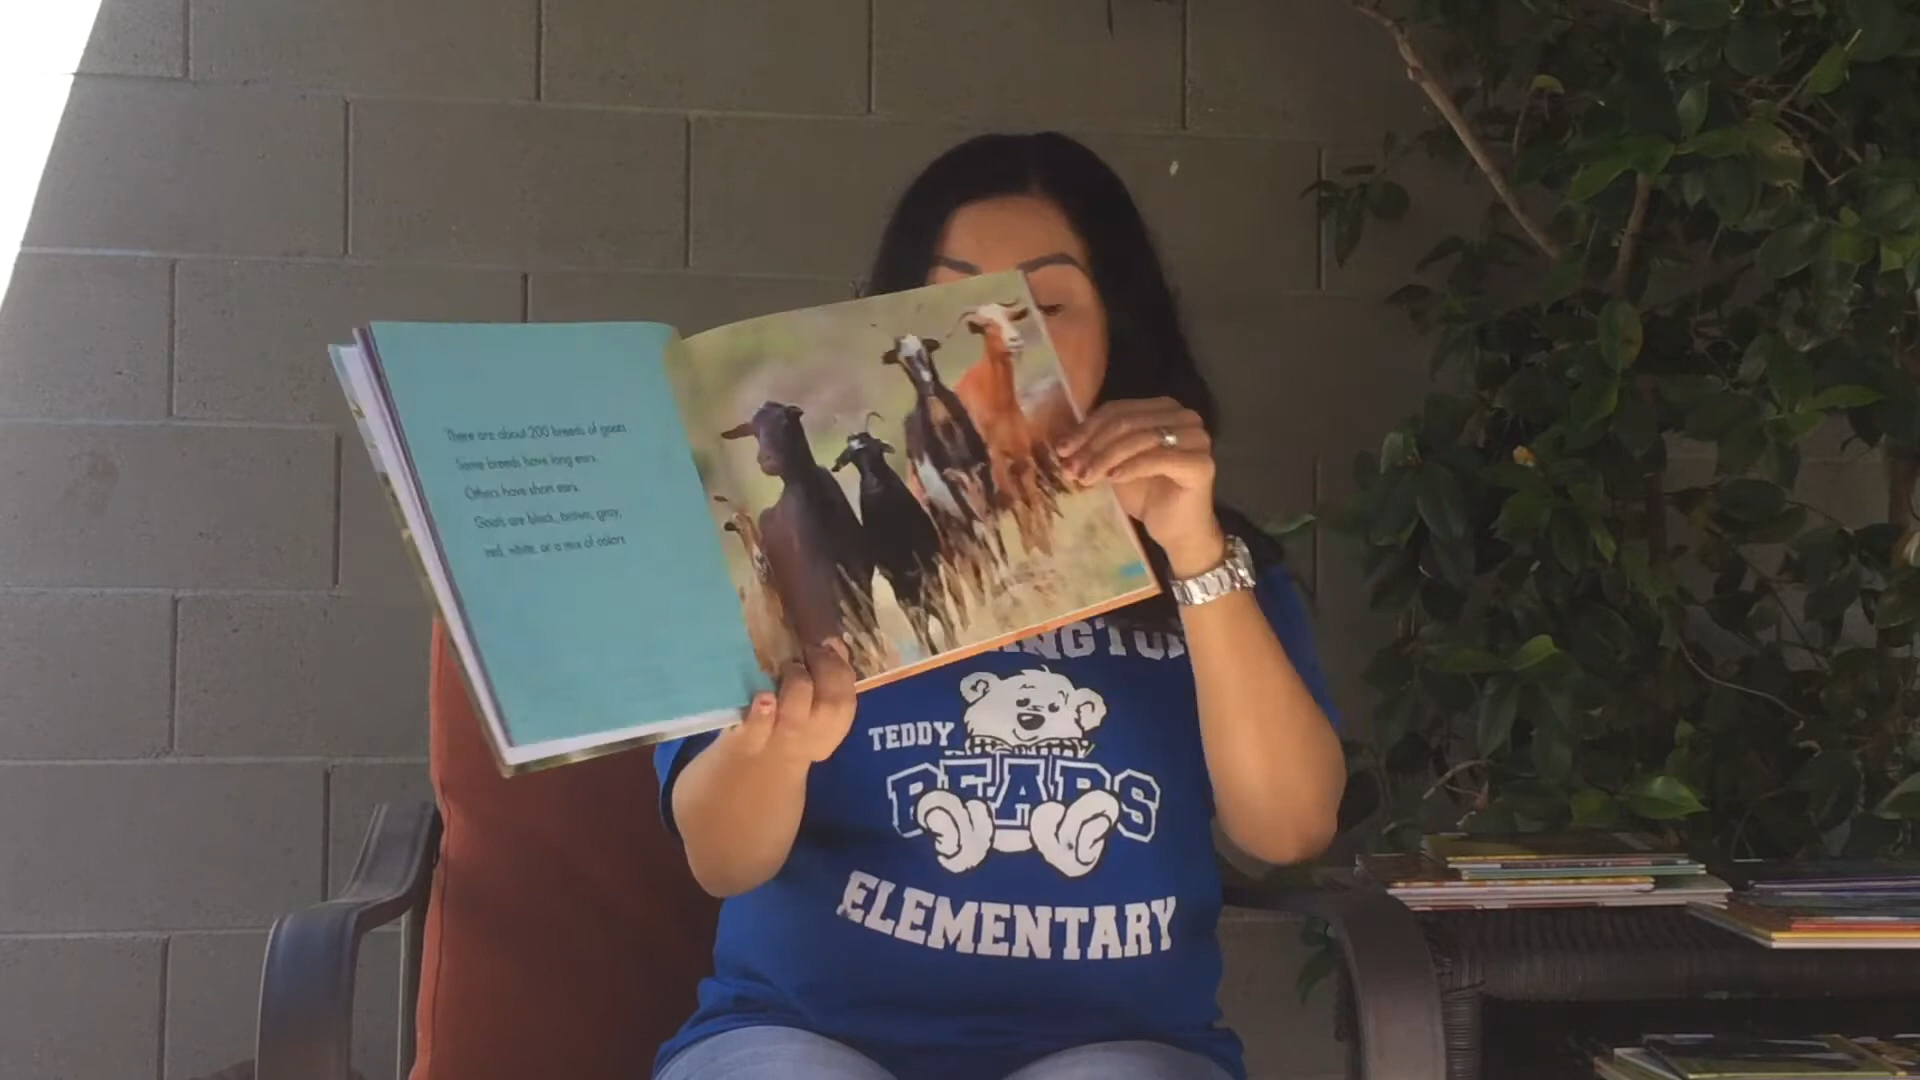 There are about 200 breeds of goats.
Some breeds have long ears.
Others have short ears.
Goats are black, brown, gray,
red, white, or a mix of colors.
TEDDY
BEARS
ELEMENTARY